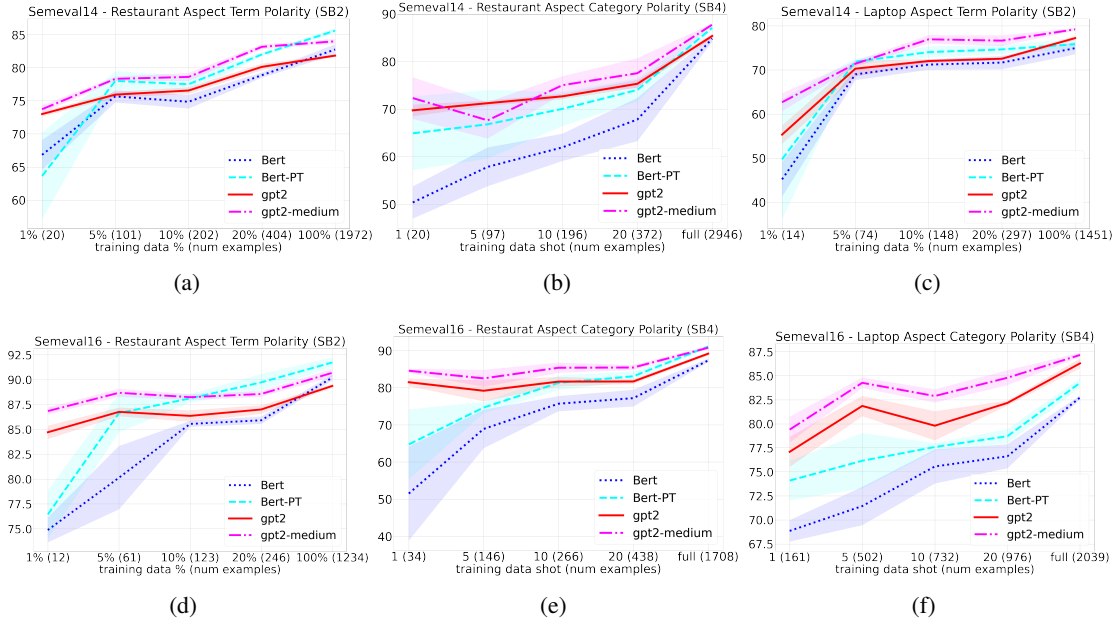 Semeval14 - Restaurant Aspect Term Polarity (SB2)
85
80
75
70
65
60
Bert
Bert-PT
gpt2
gpt2-medium
1% (20) 5% (101) 10% (202) 20% (404) 100% (1972)
training data % (num examples)
(a)
Semeval14 - Restaurant Aspect Category Polarity (SB4)
90
80
70
60
50
Bert
Bert-PT
gpt2
gpt2-medium
1 (20) 5 (97) 10 (196) 20 (372) full (2946)
training data shot (num examples)
(b)
Semeval14 - Laptop Aspect Term Polarity (SB2)
80
70
60
50
40
Bert
Bert-PT
gpt2
gpt2-medium
1% (14) 5% (74) 10% (148) 20% (297) 100% (1451)
training data % (num examples)
(c)
Semeval16 - Restaurant Aspect Term Polarity (SB2)
92.5
90.0
87.5
85.0
82.5
80.0
77.5
75.0
Bert
Bert-PT
gpt2
gpt2-medium
1% (12) 5% (61) 10% (123) 20% (246) 100% (1234)
training data % (num examples)
(d)
Semeval16 - Restaurat Aspect Category Polarity (SB4)
90
80
70
60
50
40
Bert
Bert-PT
gpt2
gpt2-medium
1 (34) 5 (146) 10 (266) 20 (438) full (1708)
training data shot (num examples)
(e)
Semeval16 - Laptop Aspect Category Polarity (SB4)
87.5
85.0
82.5
80.0
77.5
75.0
72.5
70.0
67.5
Bert
Bert-PT
gpt2
gpt2-medium
1 (161) 5 (502) 10 (732) 20 (976) full (2039)
training data shot (num examples)
(f)